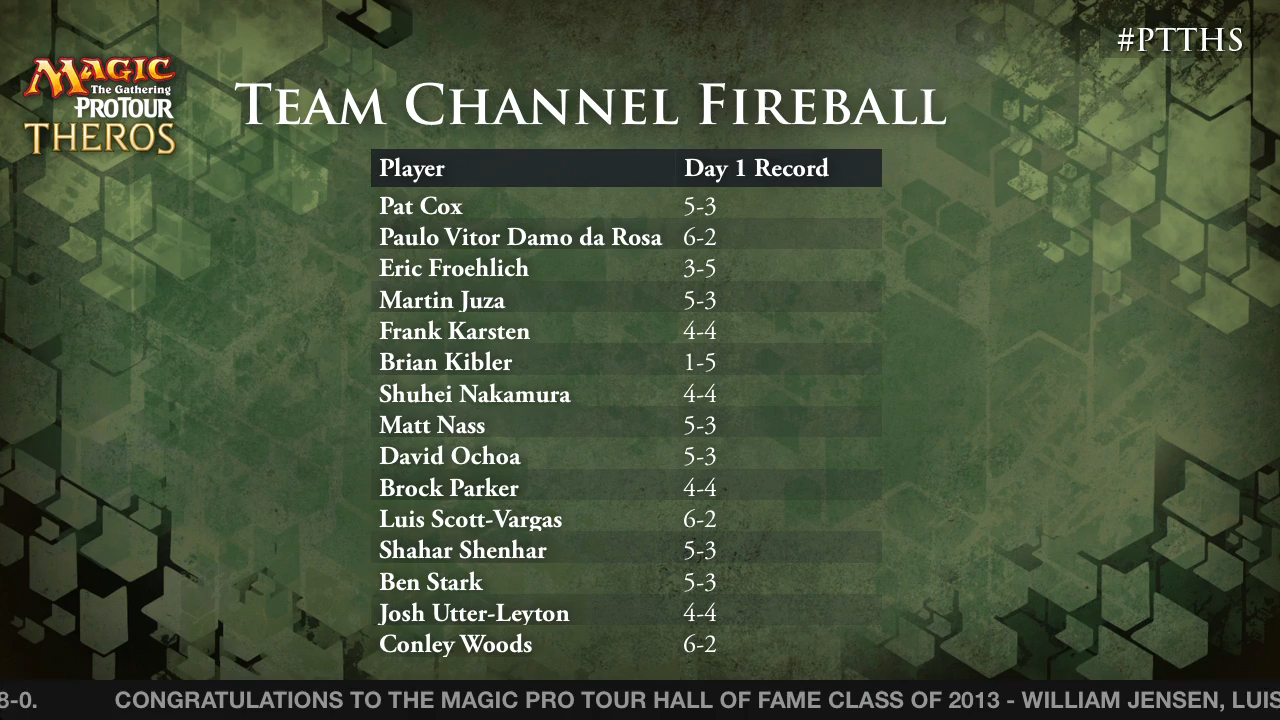 #PTTHS
MAGIC
The Gathering
PRO TOUR
THEROS
TEAM CHANNEL FIREBALL
Player Day 1 Record
Pat Cox 5-3
Paulo Vitor Damo da Rosa 6-2
Eric Froehlich 3-5
Martin Juza 5-3
Frank Karsten 4-4
Brian Kibler 1-5
Shuhei Nakamura 4-4
Matt Nass 5-3
David Ochoa 5-3
Brock Parker 4-4
Luis Scott-Vargas 6-2
Shahar Shenhar 5-3
Ben Stark 5-3
Josh Utter-Leyton 4-4
Conley Woods 6-2
8-0. CONGRATULATIONS TO THE MAGIC PRO TOUR HALL OF FAME CLASS OF 2013 - WILLIAM JENSEN, LUIS